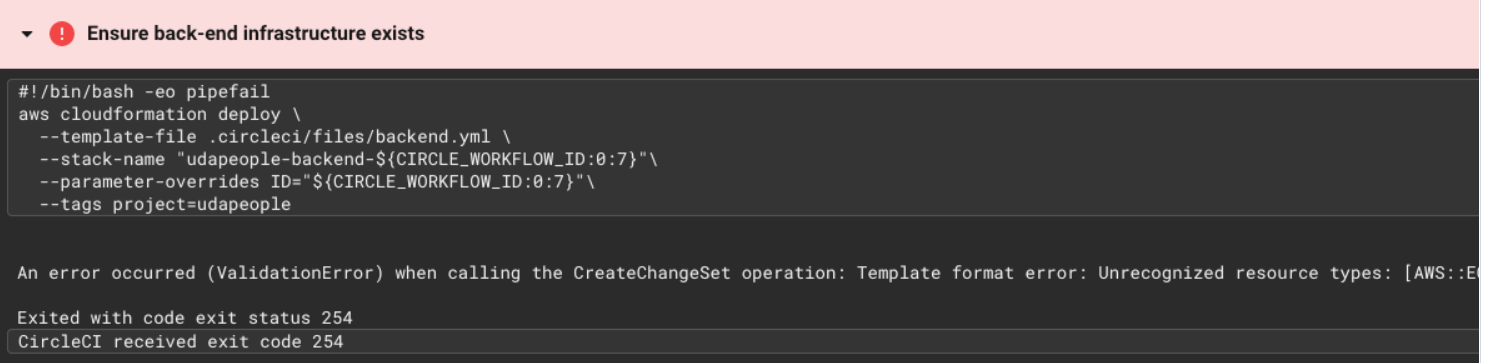 Ensure back-end infrastructure exists
#!/bin/bash -eo pipefail
aws cloudformation deploy \
--template-file .circleci/files/backend.yml \
--stack-name "udapeople-backend-${CIRCLE_WORKFLOW_ID:0:7}"\
--parameter-overrides ID="${CIRCLE_WORKFLOW_ID:0:7}"\
--tags project=udapeople
An error occurred (ValidationError) when calling the CreateChangeSet operation: Template format error: Unrecognized resource types: [AWS::E
Exited with code exit status 254
CircleCI received exit code 254